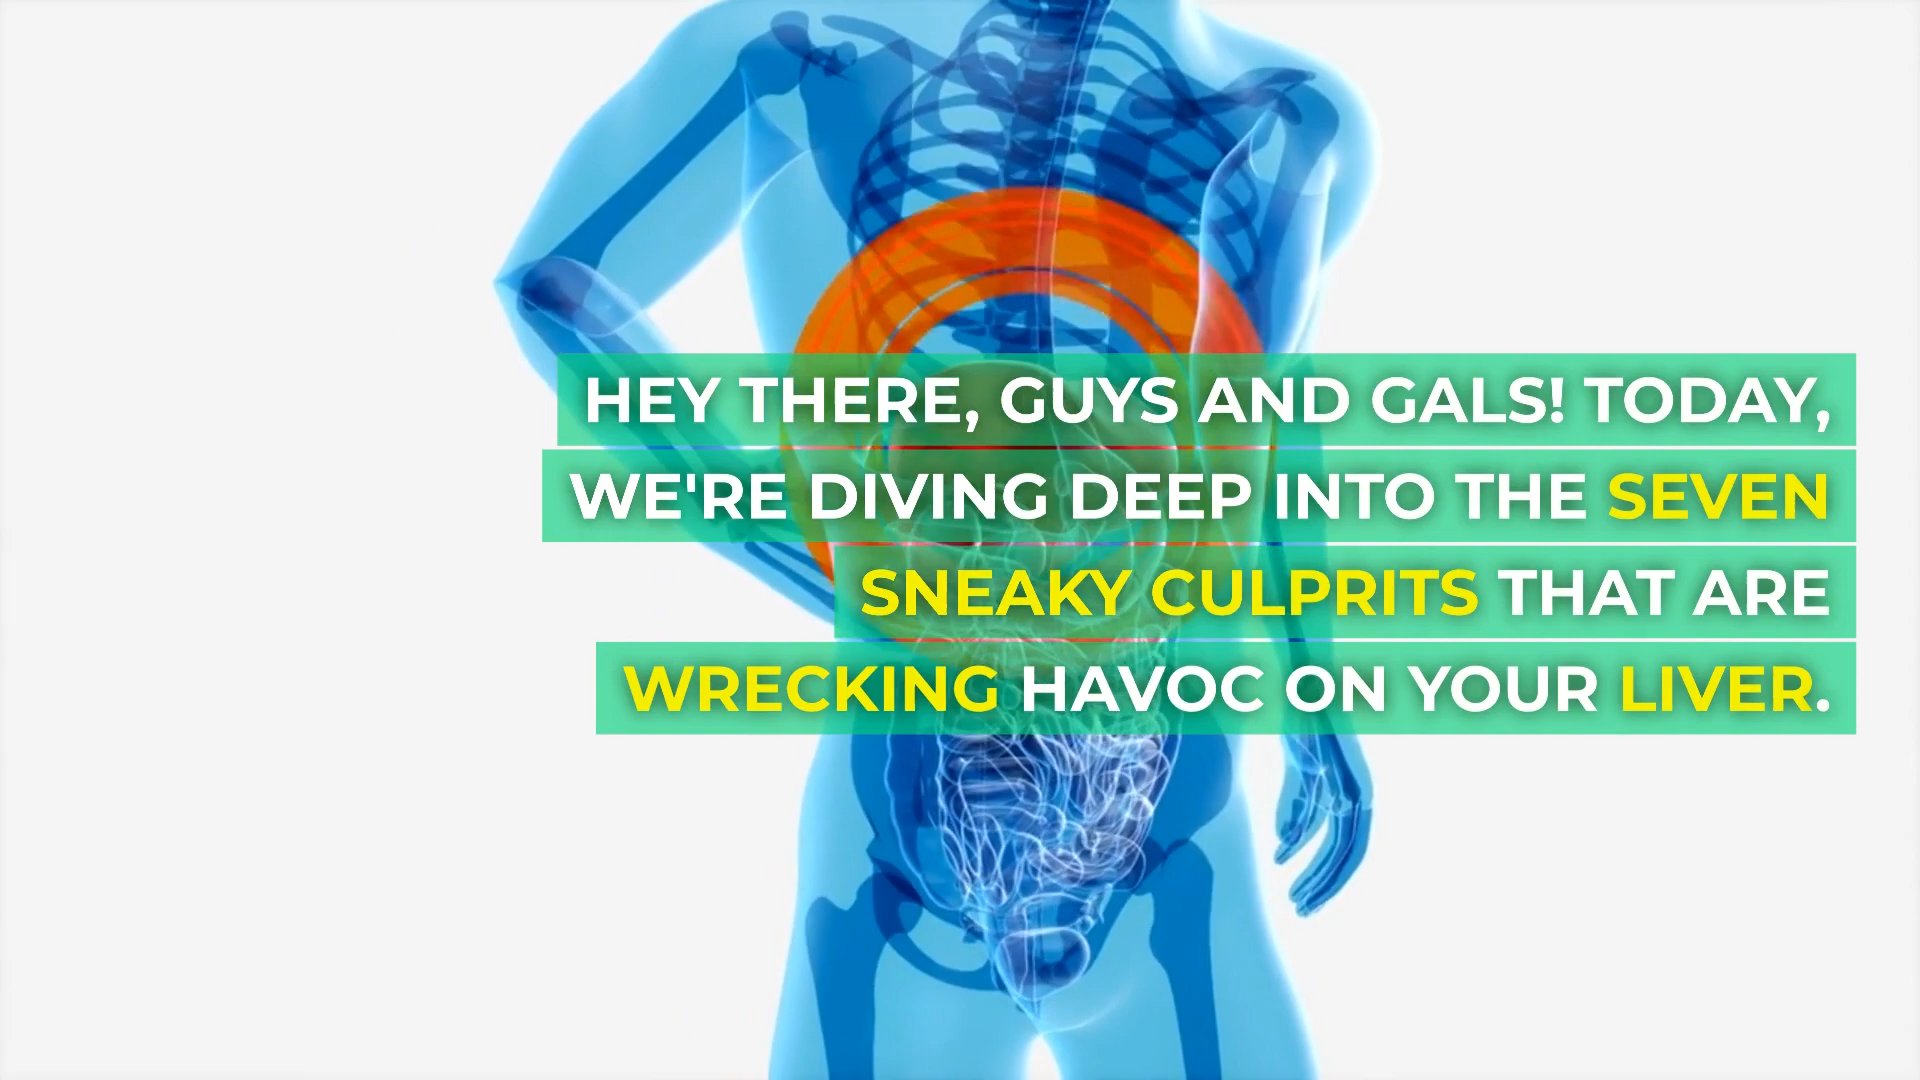 HEY THERE, GUYS AND GALS! TODAY,
WE'RE DIVING DEEP INTO THE SEVEN
SNEAKY CULPRITS THAT ARE
WRECKING HAVOC ON YOUR LIVER.